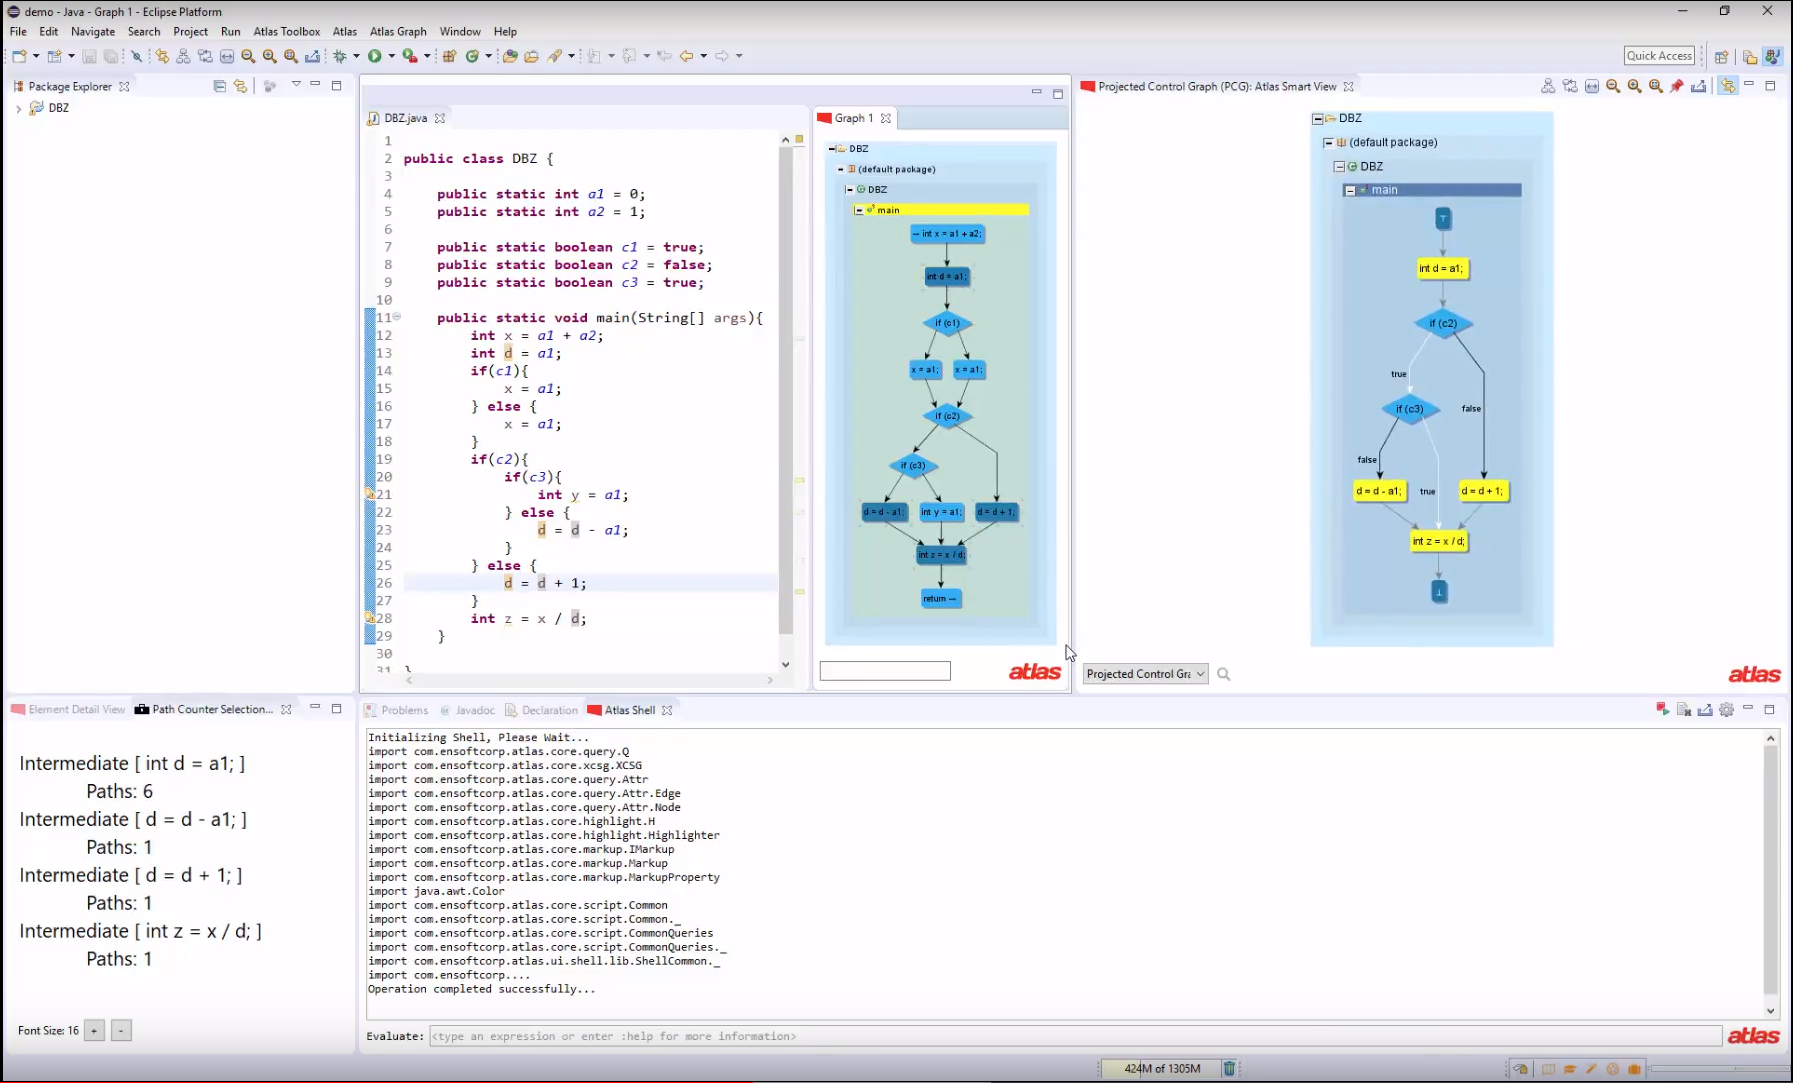 demo - Java - Graph 1 - Eclipse Platform
File Edit Navigate Search Project Run Atlas Toolbox Atlas Atlas Graph Window Help
Quick Access
Package Explorer
DBZ
DBZ.java
1
2 public class DBZ {
3
4 public static int a1 = 0;
5 public static int a2 = 1;
6
7 public static boolean c1 = true;
8 public static boolean c2 = false;
9 public static boolean c3 = true;
10
11 public static void main(String[] args){
12 int x = a1 + a2;
13 int d = a1;
14 if(c1){
15 x = a1;
16 } else {
17 x = a1;
18 }
19 if(c2){
20 if(c3){
21 int y = a1;
22 } else {
23 d = d - a1;
24 }
25 } else {
26 d = d + 1;
27 }
28 int z = x / d;
29 }
30
31 }
Graph 1
DBZ
(default package)
DBZ
main
int x = a1 + a2;
int d = a1;
if (c1)
x = a1; x = a1;
if (c2)
if (c3)
d = d - a1; int y = a1; d = d + 1;
int z = x / d;
return
atlas
Projected Control Graph (PCG): Atlas Smart View
DBZ
(default package)
DBZ
main
int d = a1;
if (c2)
true
if (c3)
false
false
d = d - a1; true d = d + 1;
int z = x / d;
Projected Control Gra
atlas
Element Detail View Path Counter Selection...
Intermediate [ int d = a1; ]
Paths: 6
Intermediate [ d = d - a1; ]
Paths: 1
Intermediate [ d = d + 1; ]
Paths: 1
Intermediate [ int z = x / d; ]
Paths: 1
Font Size: 16 + -
Problems Javadoc Declaration Atlas Shell
Initializing Shell, Please Wait...
import com.ensoftcorp.atlas.core.query.Q
import com.ensoftcorp.atlas.core.xcsg.XCSG
import com.ensoftcorp.atlas.core.query.Attr
import com.ensoftcorp.atlas.core.query.Attr.Edge
import com.ensoftcorp.atlas.core.query.Attr.Node
import com.ensoftcorp.atlas.core.highlight.H
import com.ensoftcorp.atlas.core.highlight.Highlighter
import com.ensoftcorp.atlas.core.markup.IMarkup
import com.ensoftcorp.atlas.core.markup.Markup
import com.ensoftcorp.atlas.core.markup.MarkupProperty
import java.awt.Color
import com.ensoftcorp.atlas.core.script.Common
import com.ensoftcorp.atlas.core.script.Common._
import com.ensoftcorp.atlas.core.script.CommonQueries
import com.ensoftcorp.atlas.core.script.CommonQueries._
import com.ensoftcorp.atlas.ui.shell.lib.ShellCommon._
import com.ensoftcorp....
Operation completed successfully...
Evaluate: <type an expression or enter :help for more information>
atlas
424M of 1305M